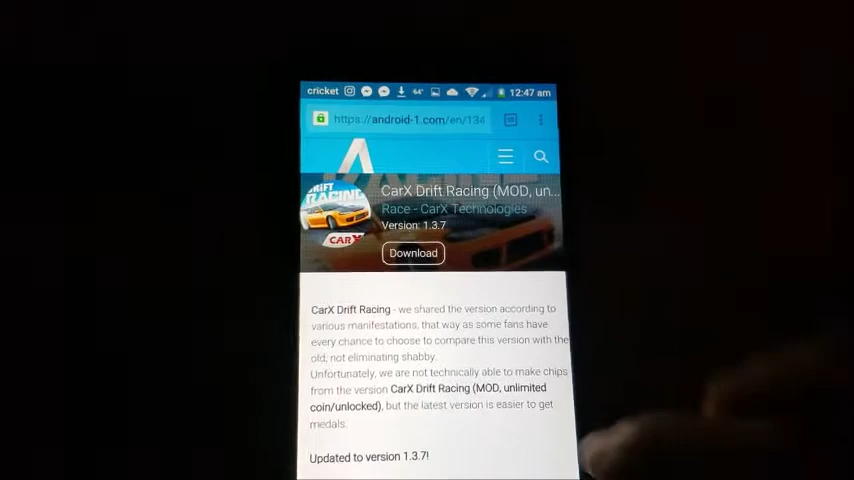 cricket 64° 12:47 am
https://android-1.com/en/134
DRIFT
RACING
CarX Drift Racing (MOD, un...
Race - CarX Technologies
Version: 1.3.7
CARX
Download
CarX Drift Racing - we shared the version according to
various manifestations, that way as some fans have
every chance to choose to compare this version with the
old, not eliminating shabby.
Unfortunately, we are not technically able to make chips
from the version CarX Drift Racing (MOD, unlimited
coin/unlocked), but the latest version is easier to get
medals.
Updated to version 1.3.7!